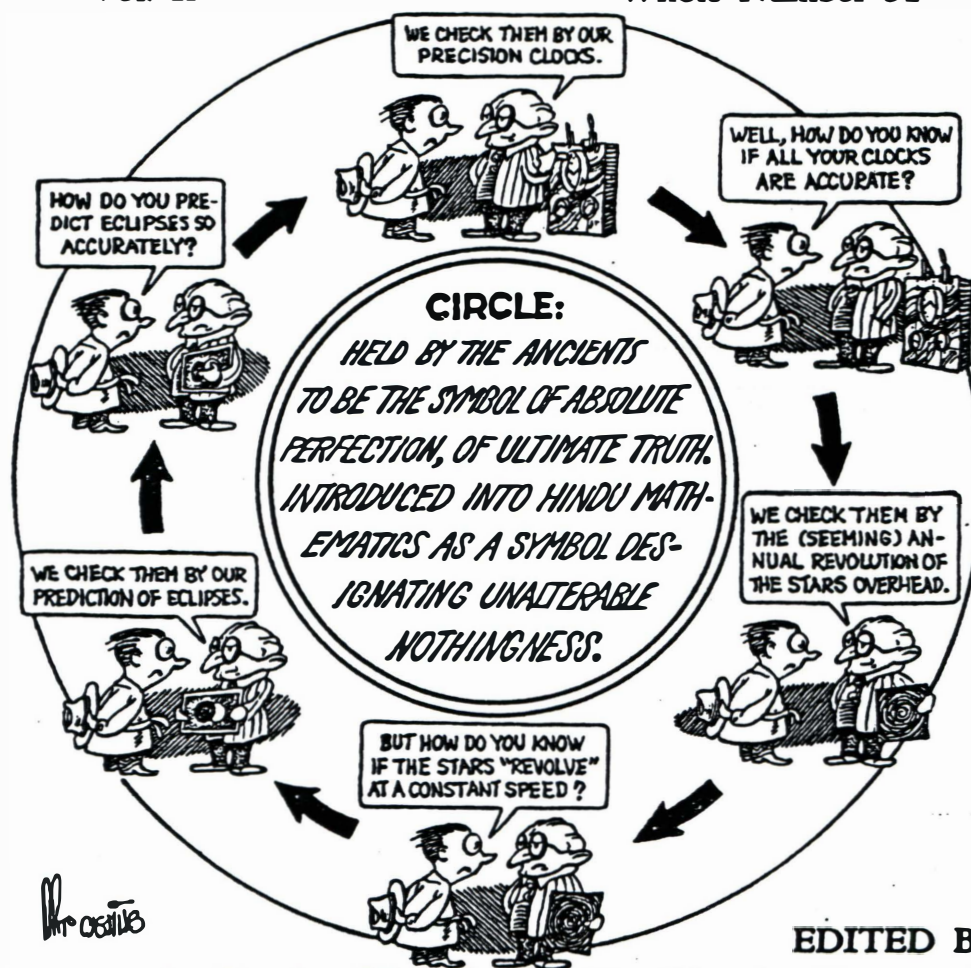 WE CHECK THEM BY OUR
PRECISION CLOCKS.
WELL, HOW DO YOU KNOW
IF ALL YOUR CLOCKS
ARE ACCURATE?
HOW DO YOU PRE-
DICT ECLIPSES SO
ACCURATELY?
CIRCLE:
HELD BY THE ANCIENTS
TO BE THE SYMBOL OF ABSOLUTE
PERFECTION, OF ULTIMATE TRUTH.
INTRODUCED INTO HINDU MATH-
EMATICS AS A SYMBOL DES-
IGNATING UNALTERABLE
NOTHINGNESS.
WE CHECK THEM BY
THE (SEEMING) AN-
NUAL REVOLUTION OF
THE STARS OVERHEAD.
WE CHECK THEM BY OUR
PREDICTION OF ECLIPSES.
BUT HOW DO YOU KNOW
IF THE STARS "REVOLVE"
AT A CONSTANT SPEED?
EDITED B